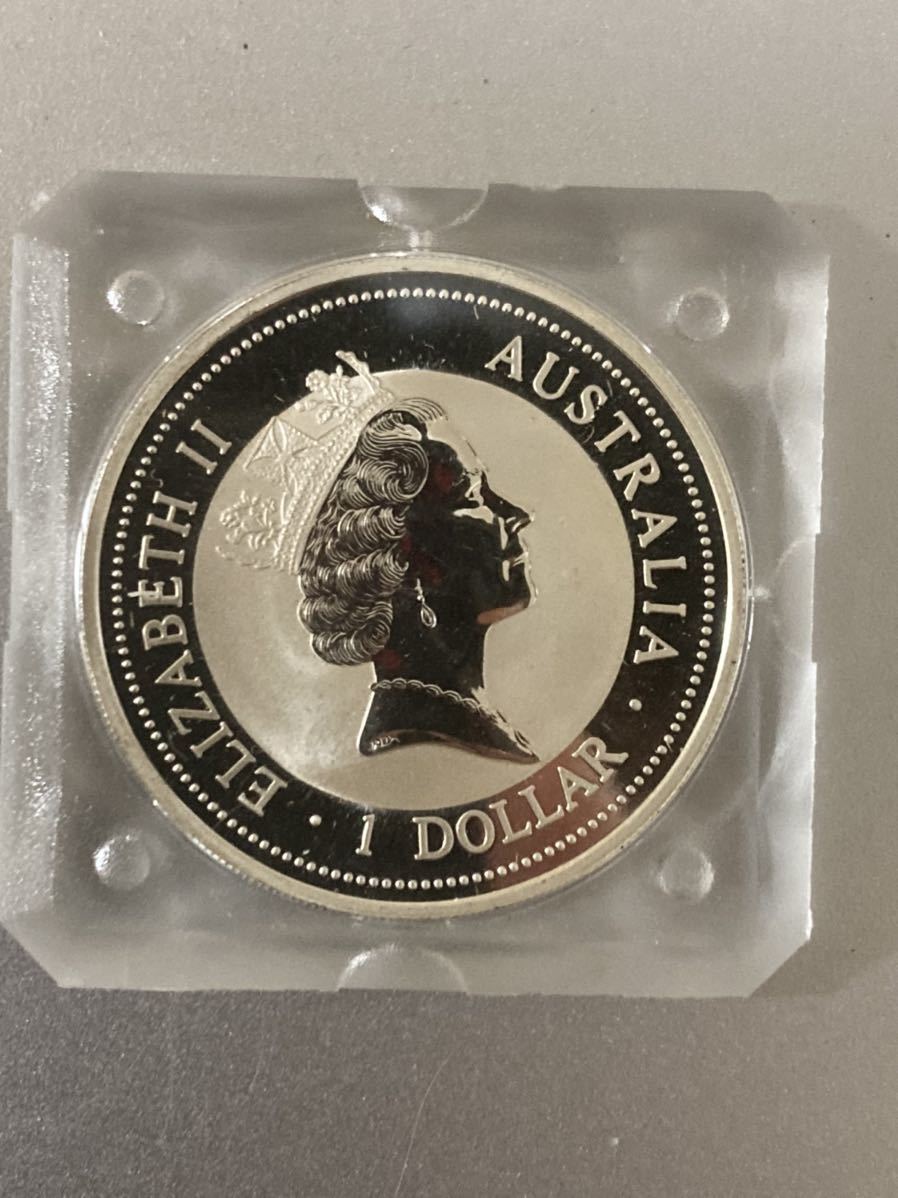 ELIZABETH II
AUSTRALIA
· 1 DOLLAR ·